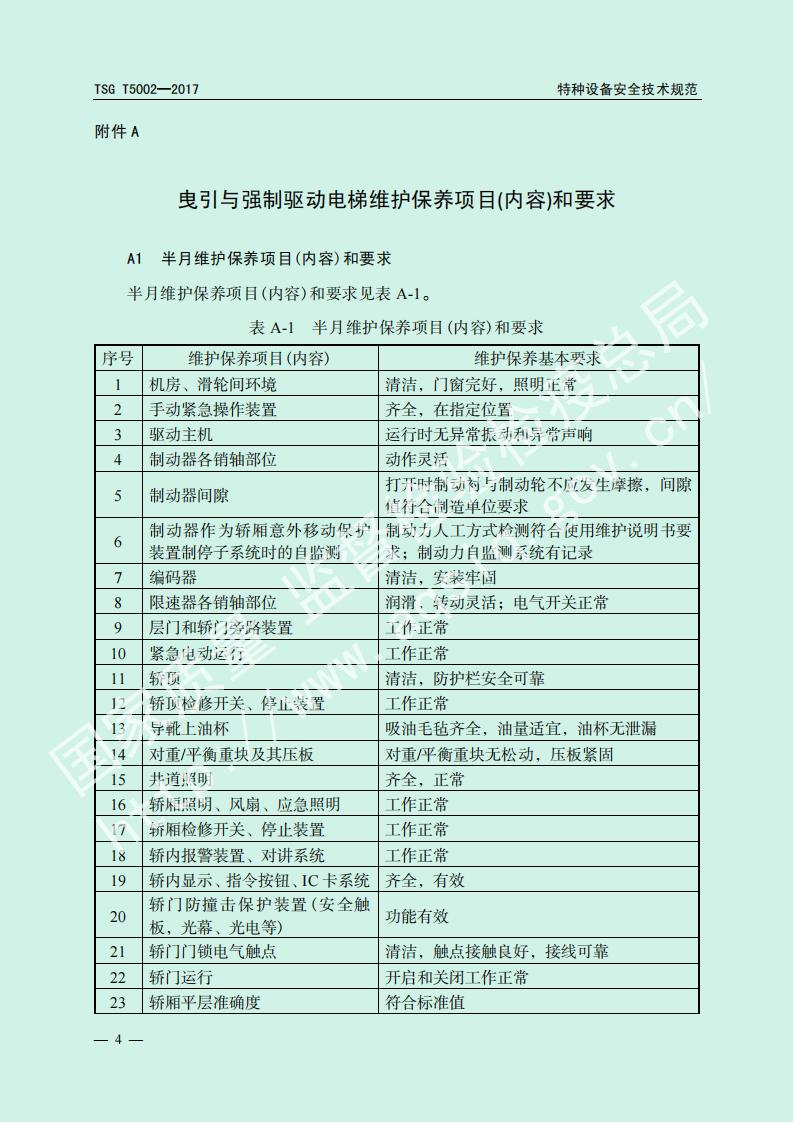 TSG T5002—2017 特种设备安全技术规范
附件 A
曳引与强制驱动电梯维护保养项目(内容)和要求
A1 半月维护保养项目(内容)和要求
半月维护保养项目(内容)和要求见表 A-1。
表 A-1 半月维护保养项目(内容)和要求
序号 维护保养项目(内容) 维护保养基本要求
1 机房、滑轮间环境 清洁，门窗完好，照明正常
2 手动紧急操作装置 齐全，在指定位置
3 驱动主机 运行时无异常振动和异常声响
4 制动器各销轴部位 动作灵活
5 制动器间隙 打开时制动衬与制动轮不应发生摩擦，间隙
值符合制造单位要求
6 制动器作为轿厢意外移动保护
装置制停子系统时的自监测 制动力人工方式检测符合使用维护说明书要
求；制动力自监测系统有记录
7 编码器 清洁，安装牢固
8 限速器各销轴部位 润滑，转动灵活；电气开关正常
9 层门和轿门旁路装置 工作正常
10 紧急电动运行 工作正常
11 轿顶 清洁，防护栏安全可靠
12 轿顶检修开关、停止装置 工作正常
13 导靴上油杯 吸油毛毡齐全，油量适宜，油杯无泄漏
14 对重/平衡重块及其压板 对重/平衡重块无松动，压板紧固
15 井道照明 齐全，正常
16 轿厢照明、风扇、应急照明 工作正常
17 轿厢检修开关、停止装置 工作正常
18 轿内报警装置、对讲系统 工作正常
19 轿内显示、指令按钮、IC 卡系统 齐全，有效
20 轿门防撞击保护装置(安全触
板，光幕、光电等) 功能有效
21 轿门门锁电气触点 清洁，触点接触良好，接线可靠
22 轿门运行 开启和关闭工作正常
23 轿厢平层准确度 符合标准值
— 4 —
国家质量监督检验检疫总局
http://www.aqsiq.gov.cn/